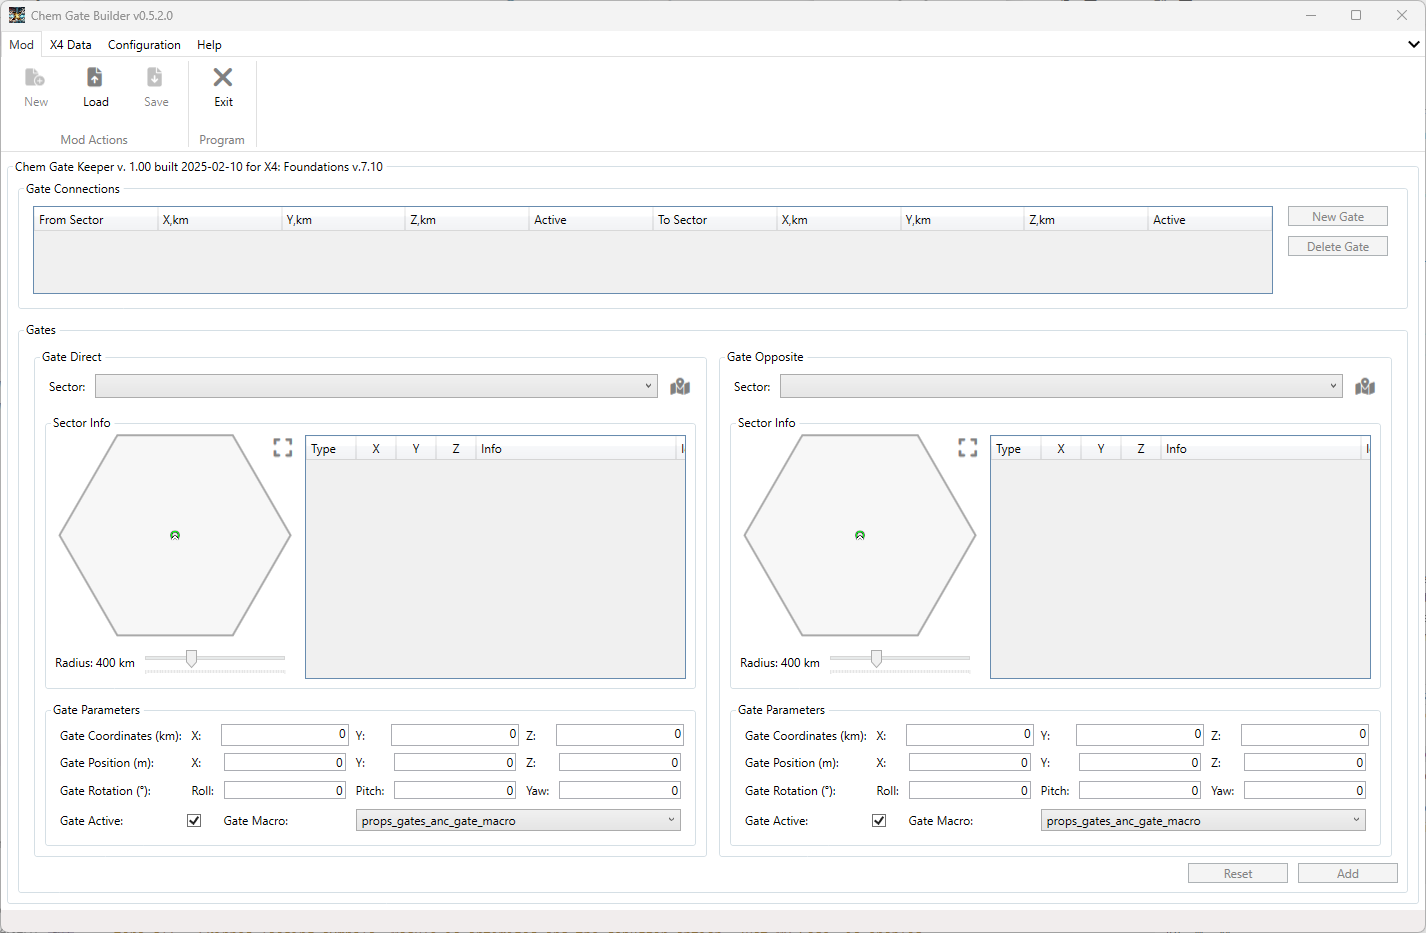 Chem Gate Builder v0.5.2.0
Mod X4 Data Configuration Help
New Load Save Exit
Mod Actions Program
Chem Gate Keeper v. 1.00 built 2025-02-10 for X4: Foundations v.7.10
Gate Connections
From Sector X,km Y,km Z,km Active To Sector X,km Y,km Z,km Active
New Gate
Delete Gate
Gates
Gate Direct
Sector:
Sector Info
Type X Y Z Info
Radius: 400 km
Gate Parameters
Gate Coordinates (km): X: 0 Y: 0 Z: 0
Gate Position (m): X: 0 Y: 0 Z: 0
Gate Rotation (°): Roll: 0 Pitch: 0 Yaw: 0
Gate Active: Gate Macro: props_gates_anc_gate_macro
Gate Opposite
Sector:
Sector Info
Type X Y Z Info
Radius: 400 km
Gate Parameters
Gate Coordinates (km): X: 0 Y: 0 Z: 0
Gate Position (m): X: 0 Y: 0 Z: 0
Gate Rotation (°): Roll: 0 Pitch: 0 Yaw: 0
Gate Active: Gate Macro: props_gates_anc_gate_macro
Reset Add